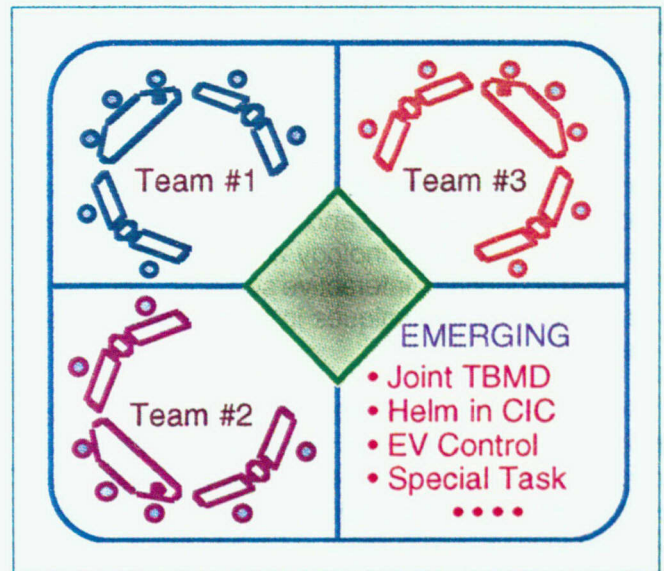 Team #1
Team #3
Team #2
EMERGING
• Joint TBMD
• Helm in CIC
• EV Control
• Special Task
• • • •